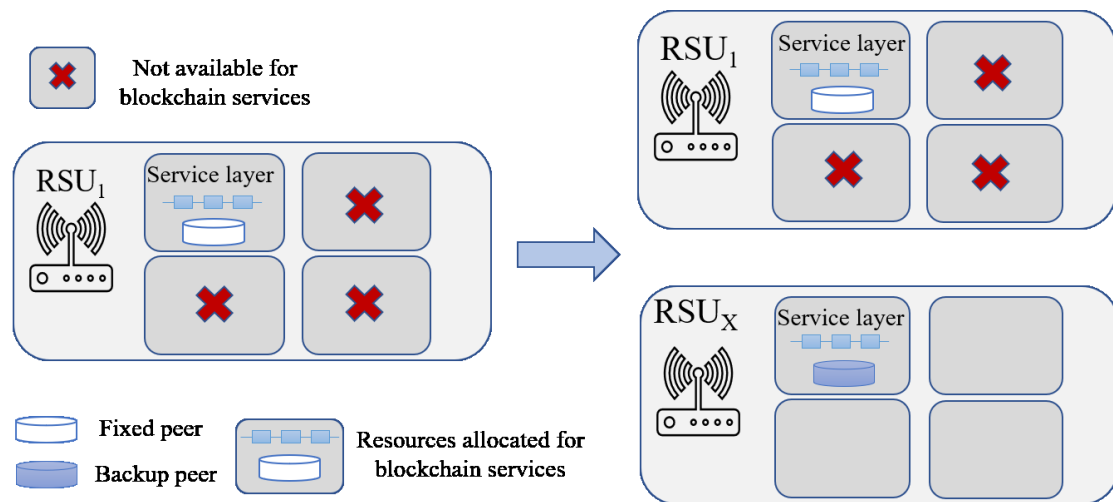 Not available for
blockchain services
RSU1
Service layer
Fixed peer
Backup peer
Resources allocated for
blockchain services
RSU1
Service layer
RSUX
Service layer